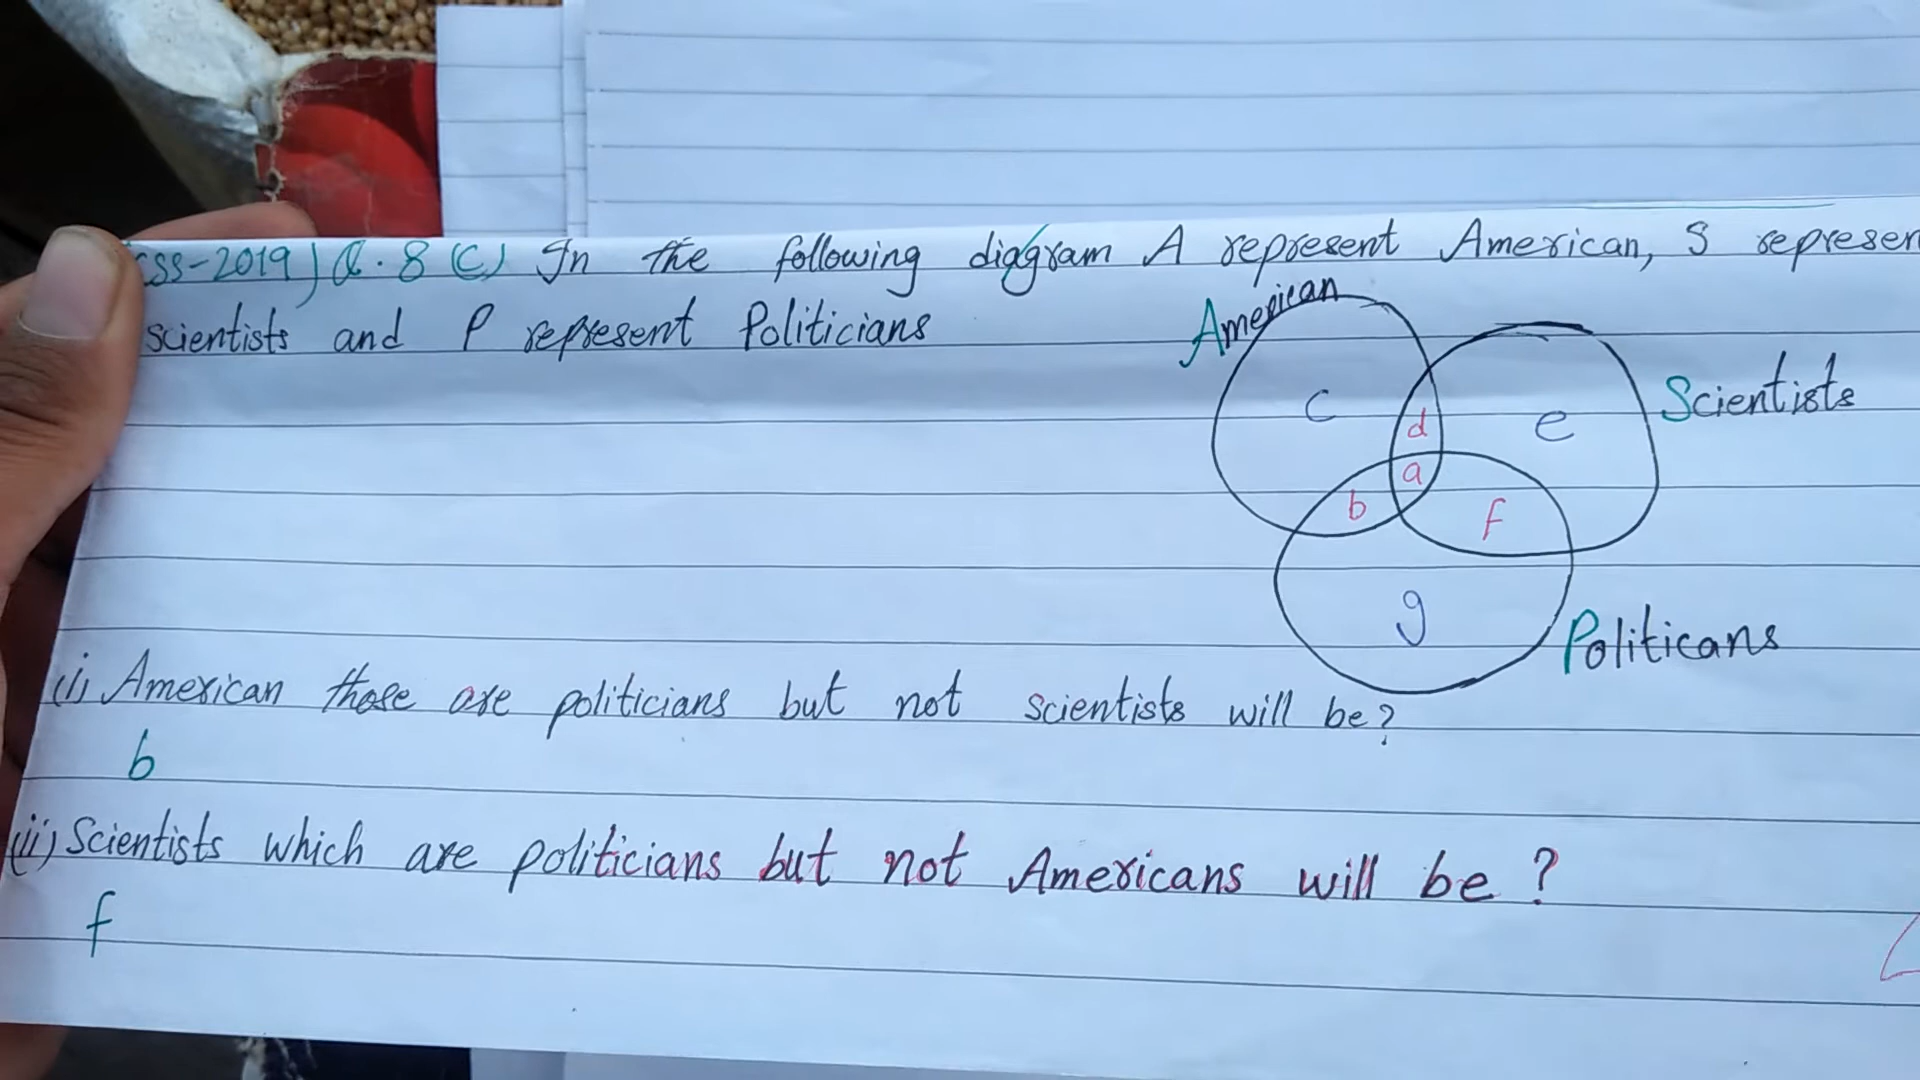 CSS-2019) Q.8 (C) In the following diagram A represent American, S represen
scientists and P represent Politicians
American
Scientists
c
d
e
a
b
f
g
Politicans
(i) American those are politicians but not scientists will be?
b
(ii) Scientists which are politicians but not Americans will be ?
f